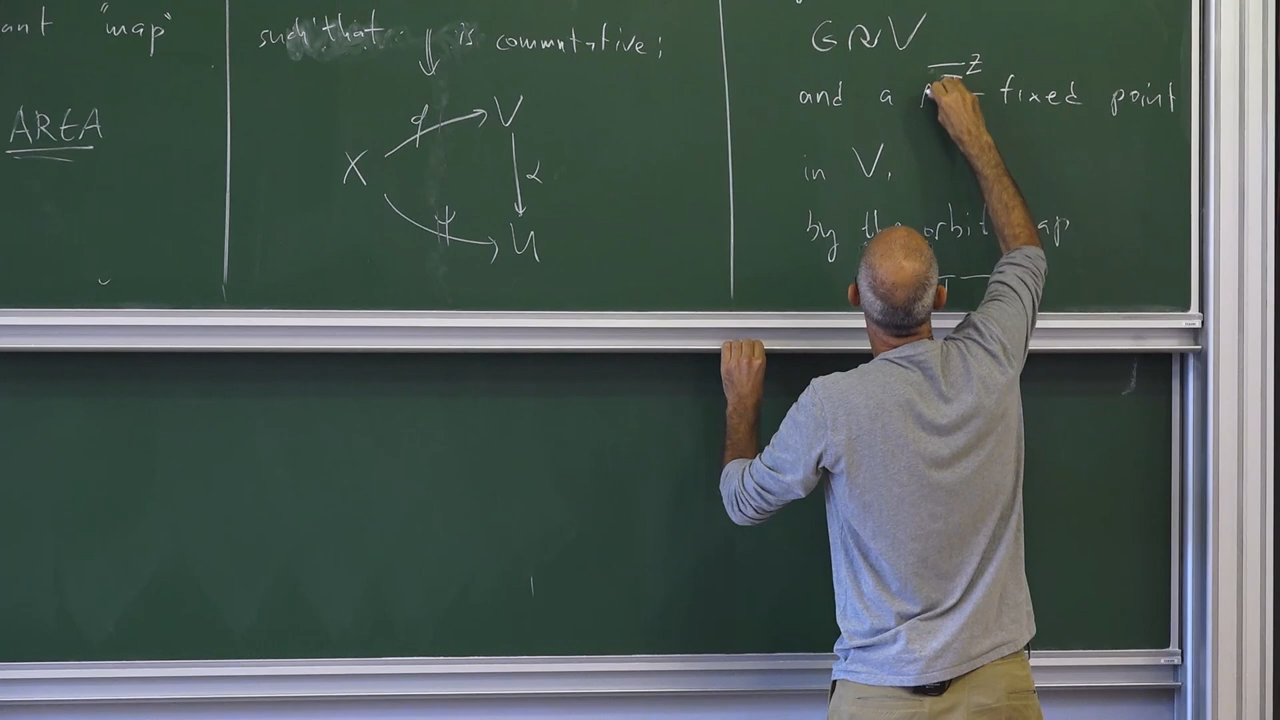 ant "map"
AREA
such that ⇓ is commutative;
φ V
X α
ψ U
G ↷ V
z
and a fixed point
in V,
by the orbit map